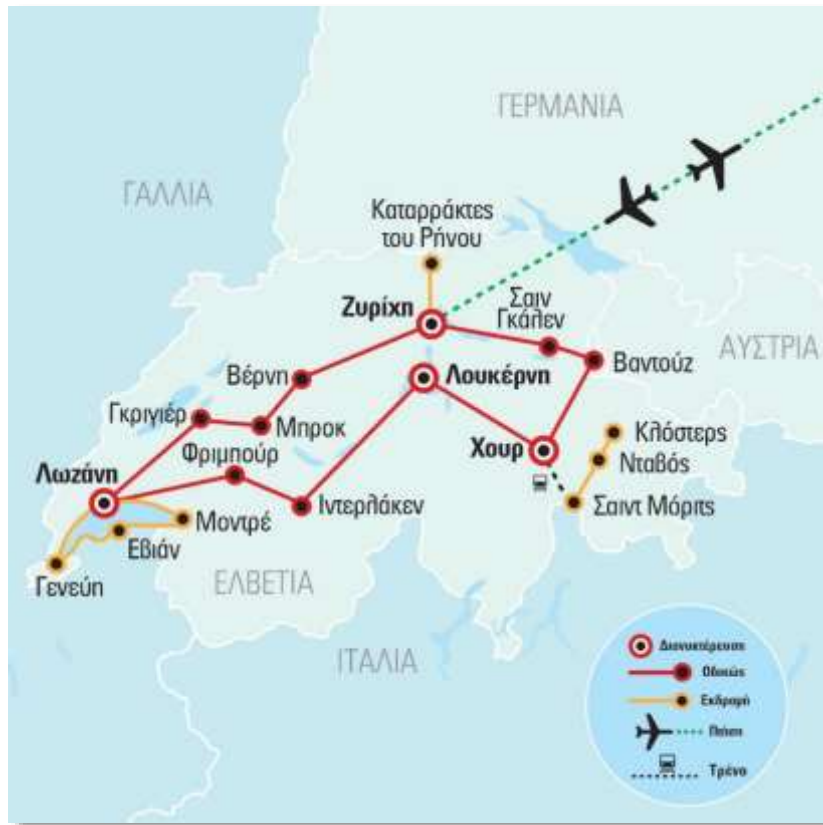 ΓΕΡΜΑΝΙΑ
ΓΑΛΛΙΑ
Καταρράκτες
του Ρήνου
Ζυρίχη
Σαιν
Γκάλεν
ΑΥΣΤΡΙΑ
Βαντούζ
Βέρνη
Λουκέρνη
Γκριγιέρ
Μπροκ
Κλόστερς
Φριμπούρ
Χουρ
Νταβός
Λωζάνη
Ιντερλάκεν
Σαιντ Μόριτς
Μοντρέ
Εβιάν
Γενεύη
ΕΛΒΕΤΙΑ
ΙΤΑΛΙΑ
Διανυκτέρευση
Οδικώς
Εκδρομή
Πτήση
Τρένο